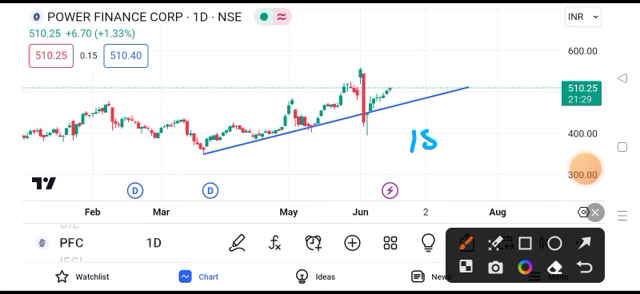 POWER FINANCE CORP · 1D · NSE
INR
510.25 +6.70 (+1.33%)
510.25 0.15 510.40
600.00
510.25
21:29
400.00
300.00
15
D D
Feb Mar May Jun 2 Aug
PFC 1D
Watchlist Chart Ideas News Menu